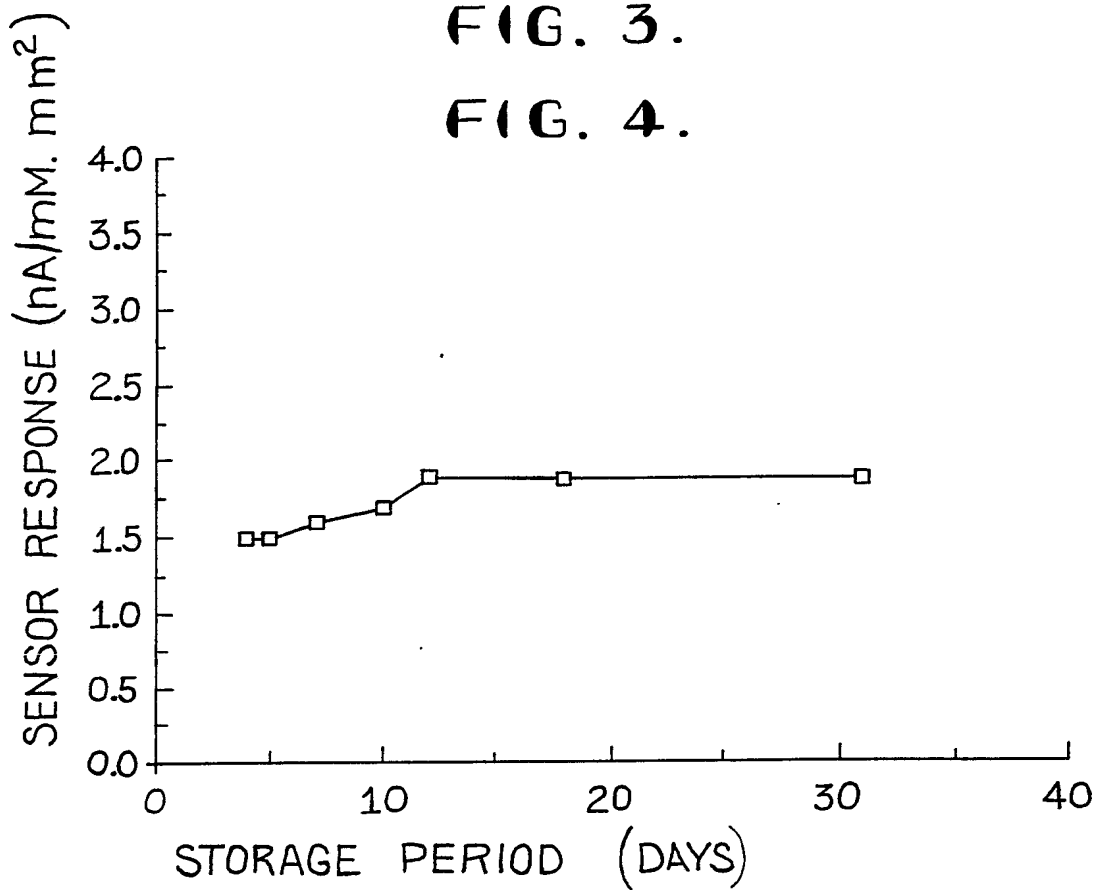 FIG. 3.
FIG. 4.
SENSOR RESPONSE (nA/mM. mm²)
4.0
3.5
3.0
2.5
2.0
1.5
1.0
0.5
0.0
0 10 20 30 40
STORAGE PERIOD (DAYS)